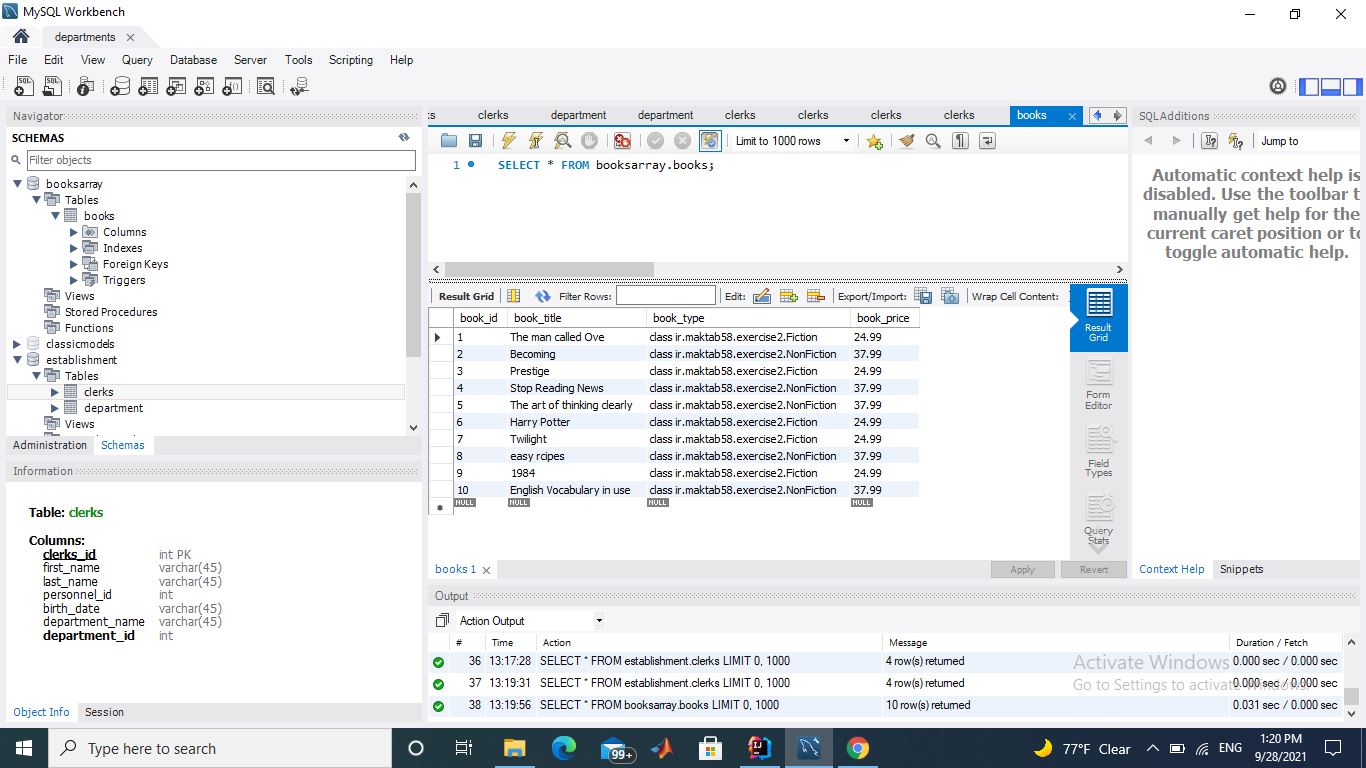 MySQL Workbench
departments
File Edit View Query Database Server Tools Scripting Help
Navigator
SCHEMAS
Filter objects
booksarray
Tables
books
Columns
Indexes
Foreign Keys
Triggers
Views
Stored Procedures
Functions
classicmodels
establishment
Tables
clerks
department
Views
Administration Schemas
Information
Table: clerks
Columns:
clerks_id int PK
first_name varchar(45)
last_name varchar(45)
personnel_id int
birth_date varchar(45)
department_name varchar(45)
department_id int
Object Info Session
clerks department department clerks clerks clerks clerks books
Limit to 1000 rows
1 SELECT * FROM booksarray.books;
Result Grid Filter Rows: Edit: Export/Import: Wrap Cell Content:
book_id book_title book_type book_price
1 The man called Ove class ir.maktab58.exercise2.Fiction 24.99
2 Becoming class ir.maktab58.exercise2.NonFiction 37.99
3 Prestige class ir.maktab58.exercise2.Fiction 24.99
4 Stop Reading News class ir.maktab58.exercise2.NonFiction 37.99
5 The art of thinking clearly class ir.maktab58.exercise2.NonFiction 37.99
6 Harry Potter class ir.maktab58.exercise2.Fiction 24.99
7 Twilight class ir.maktab58.exercise2.Fiction 24.99
8 easy rcipes class ir.maktab58.exercise2.NonFiction 37.99
9 1984 class ir.maktab58.exercise2.Fiction 24.99
10 English Vocabulary in use class ir.maktab58.exercise2.NonFiction 37.99
NULL NULL NULL NULL
Result
Grid
Form
Editor
Field
Types
Query
Stats
books 1 Apply Revert
SQLAdditions
Jump to
Automatic context help is
disabled. Use the toolbar t
manually get help for the
current caret position or to
toggle automatic help.
Context Help Snippets
Output
Action Output
# Time Action Message Duration / Fetch
36 13:17:28 SELECT * FROM establishment.clerks LIMIT 0, 1000 4 row(s) returned 0.000 sec / 0.000 sec
37 13:19:31 SELECT * FROM establishment.clerks LIMIT 0, 1000 4 row(s) returned 0.000 sec / 0.000 sec
38 13:19:56 SELECT * FROM booksarray.books LIMIT 0, 1000 10 row(s) returned 0.031 sec / 0.000 sec
Activate Windows
Go to Settings to activate Windows.
Type here to search
99+
77°F Clear
ENG
1:20 PM
9/28/2021